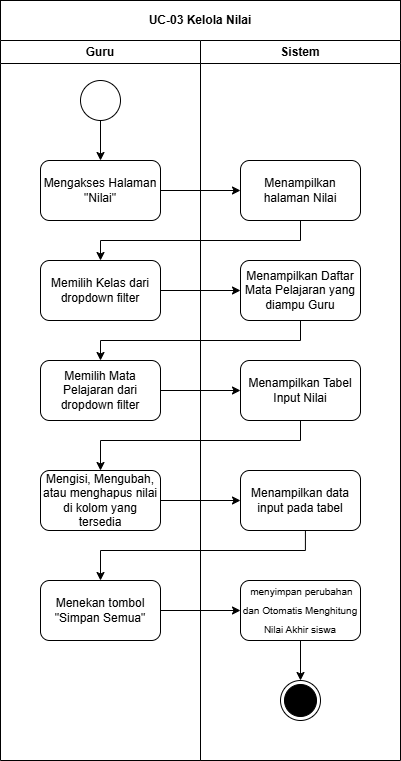 UC-03 Kelola Nilai
Guru
Sistem
Mengakses Halaman
"Nilai"
Menampilkan
halaman Nilai
Memilih Kelas dari
dropdown filter
Menampilkan Daftar
Mata Pelajaran yang
diampu Guru
Memilih Mata
Pelajaran dari
dropdown filter
Menampilkan Tabel
Input Nilai
Mengisi, Mengubah,
atau menghapus nilai
di kolom yang
tersedia
Menampilkan data
input pada tabel
Menekan tombol
"Simpan Semua"
menyimpan perubahan
dan Otomatis Menghitung
Nilai Akhir siswa